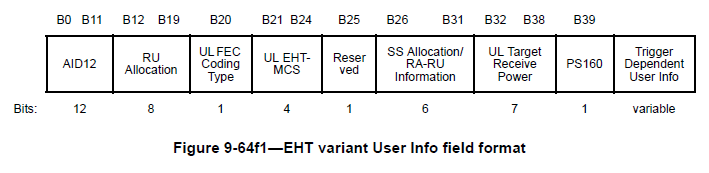 B0 B11 B12 B19 B20 B21 B24 B25 B26 B31 B32 B38 B39
AID12
RU
Allocation
UL FEC
Coding
Type
UL EHT-
MCS
Reser
ved
SS Allocation/
RA-RU
Information
UL Target
Receive
Power
PS160
Trigger
Dependent
User Info
Bits: 12 8 1 4 1 6 7 1 variable
Figure 9-64f1—EHT variant User Info field format